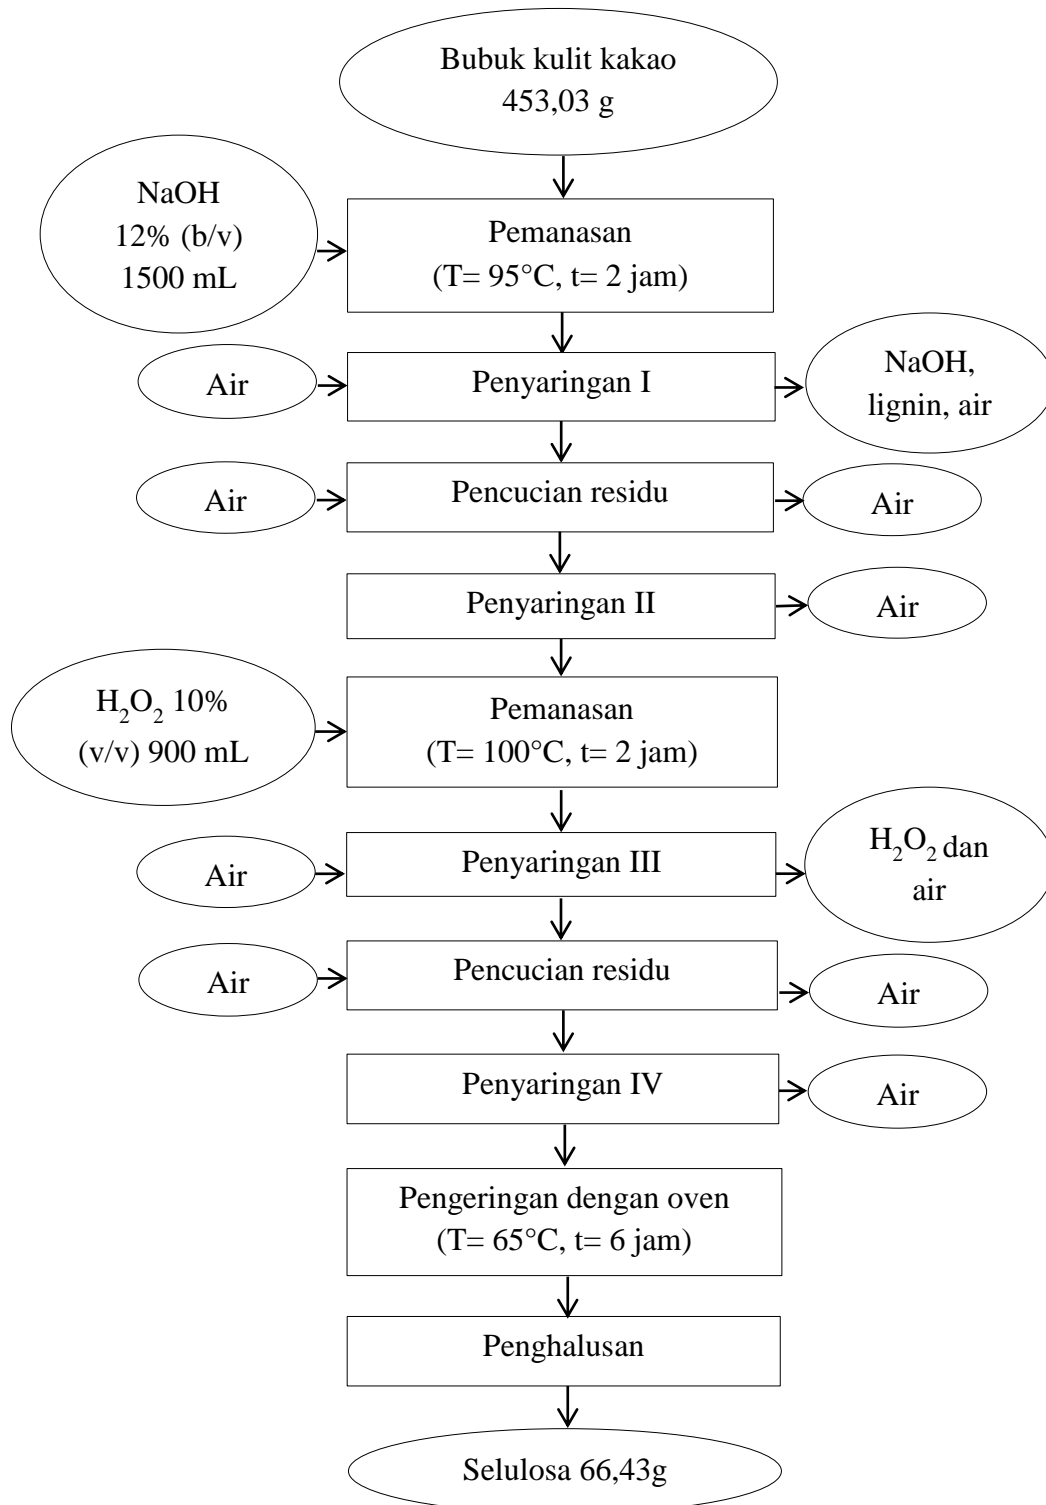 Bubuk kulit kakao
453,03 g
NaOH
12% (b/v)
1500 mL
Pemanasan
(T= 95°C, t= 2 jam)
Air
Penyaringan I
NaOH,
lignin, air
Air
Pencucian residu
Air
Penyaringan II
Air
H₂O₂ 10%
(v/v) 900 mL
Pemanasan
(T= 100°C, t= 2 jam)
Air
Penyaringan III
H₂O₂ dan
air
Air
Pencucian residu
Air
Penyaringan IV
Air
Pengeringan dengan oven
(T= 65°C, t= 6 jam)
Penghalusan
Selulosa 66,43g